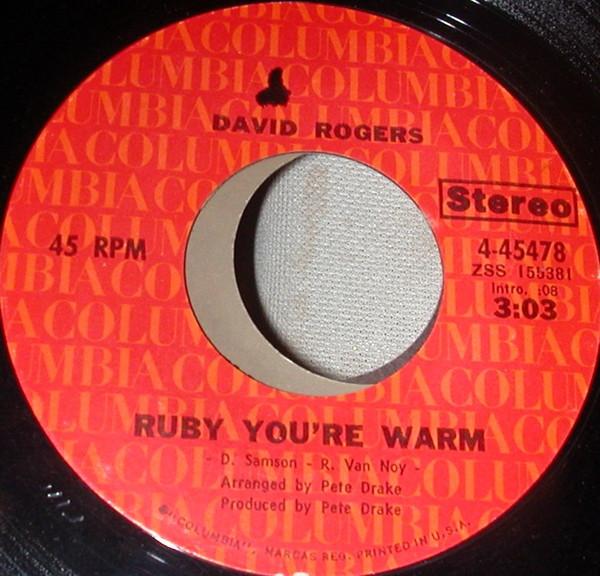 DAVID ROGERS
Stereo
45 RPM
4-45478
ZSS 155381
Intro. :08
3:03
RUBY YOU'RE WARM
- D. Samson - R. Van Noy -
Arranged by Pete Drake
Produced by Pete Drake
®"COLUMBIA", MARCAS REG. PRINTED IN U.S.A.
COLUMBIA